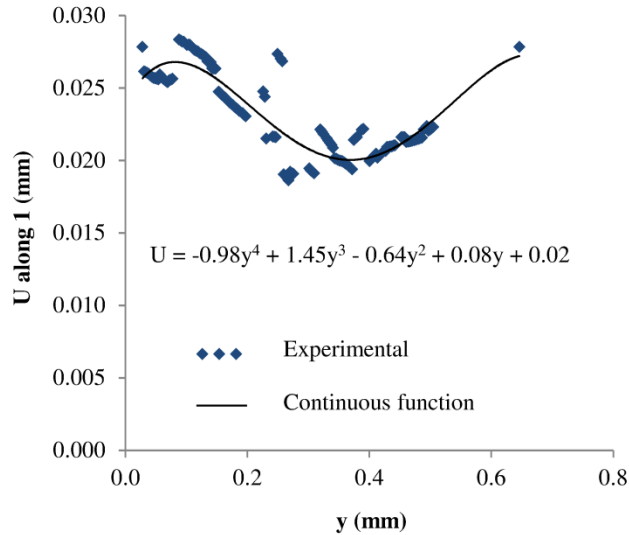 0.030
0.025
0.020
0.015
0.010
0.005
0.000
U along 1 (mm)
U = -0.98y⁴ + 1.45y³ - 0.64y² + 0.08y + 0.02
Experimental
Continuous function
0.0 0.2 0.4 0.6 0.8
y (mm)